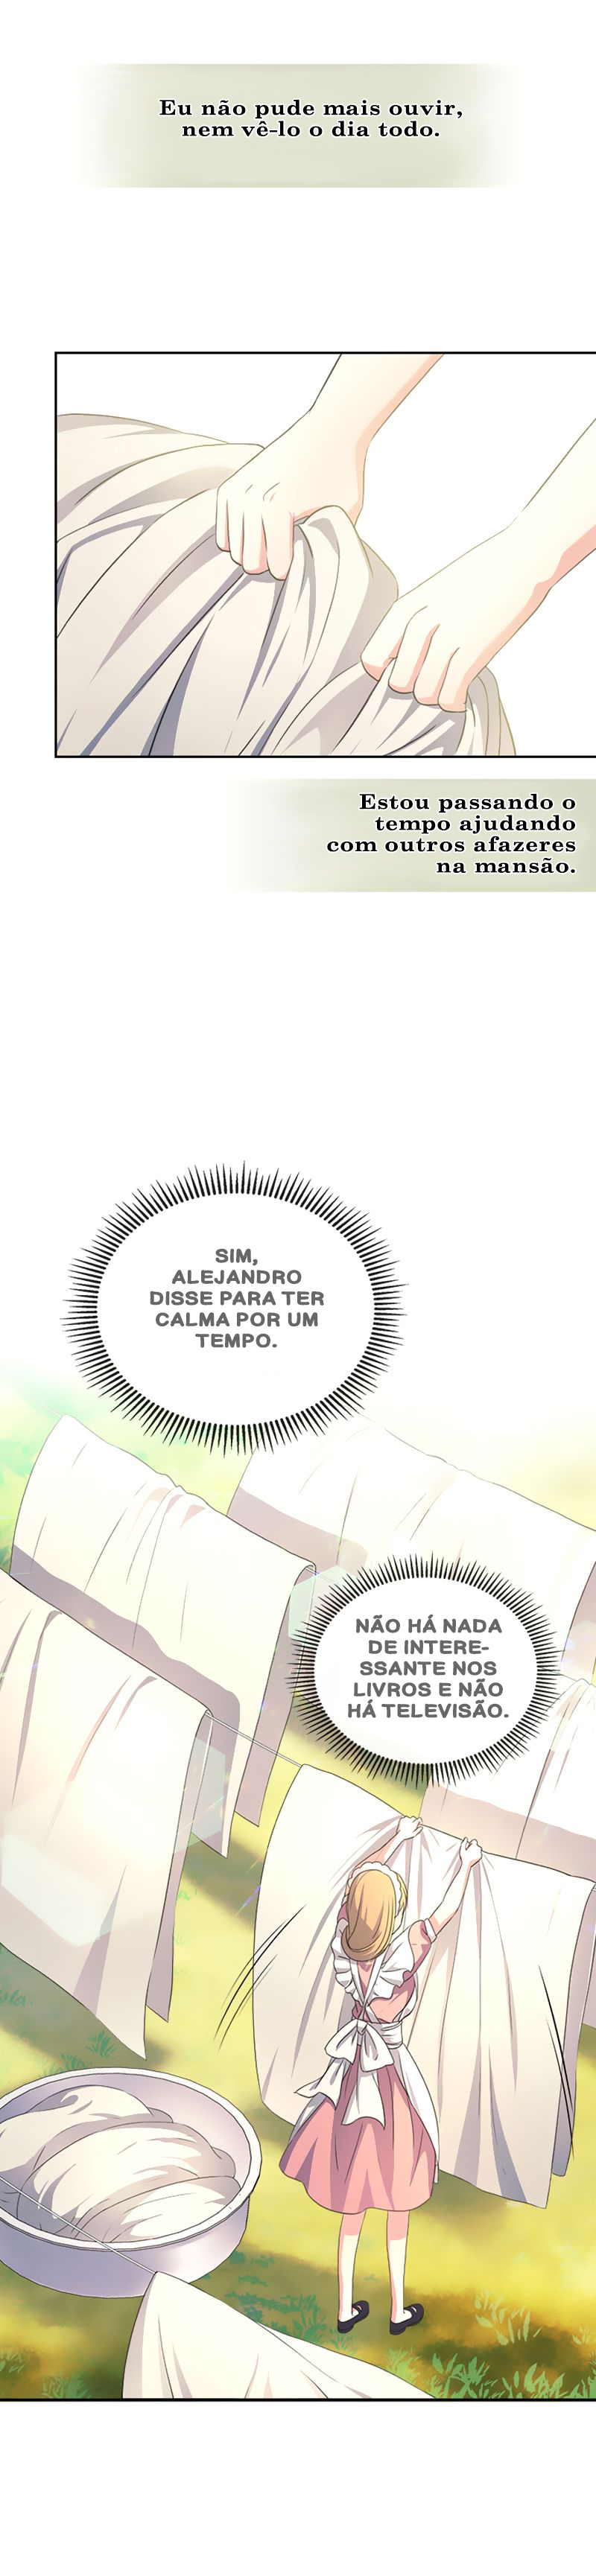 Eu não pude mais ouvir,
nem vê-lo o dia todo.
Estou passando o
tempo ajudando
com outros afazeres
na mansão.
SIM,
ALEJANDRO
DISSE PARA TER
CALMA POR UM
TEMPO.
NÃO HÁ NADA
DE INTERE-
SSANTE NOS
LIVROS E NÃO
HÁ TELEVISÃO.